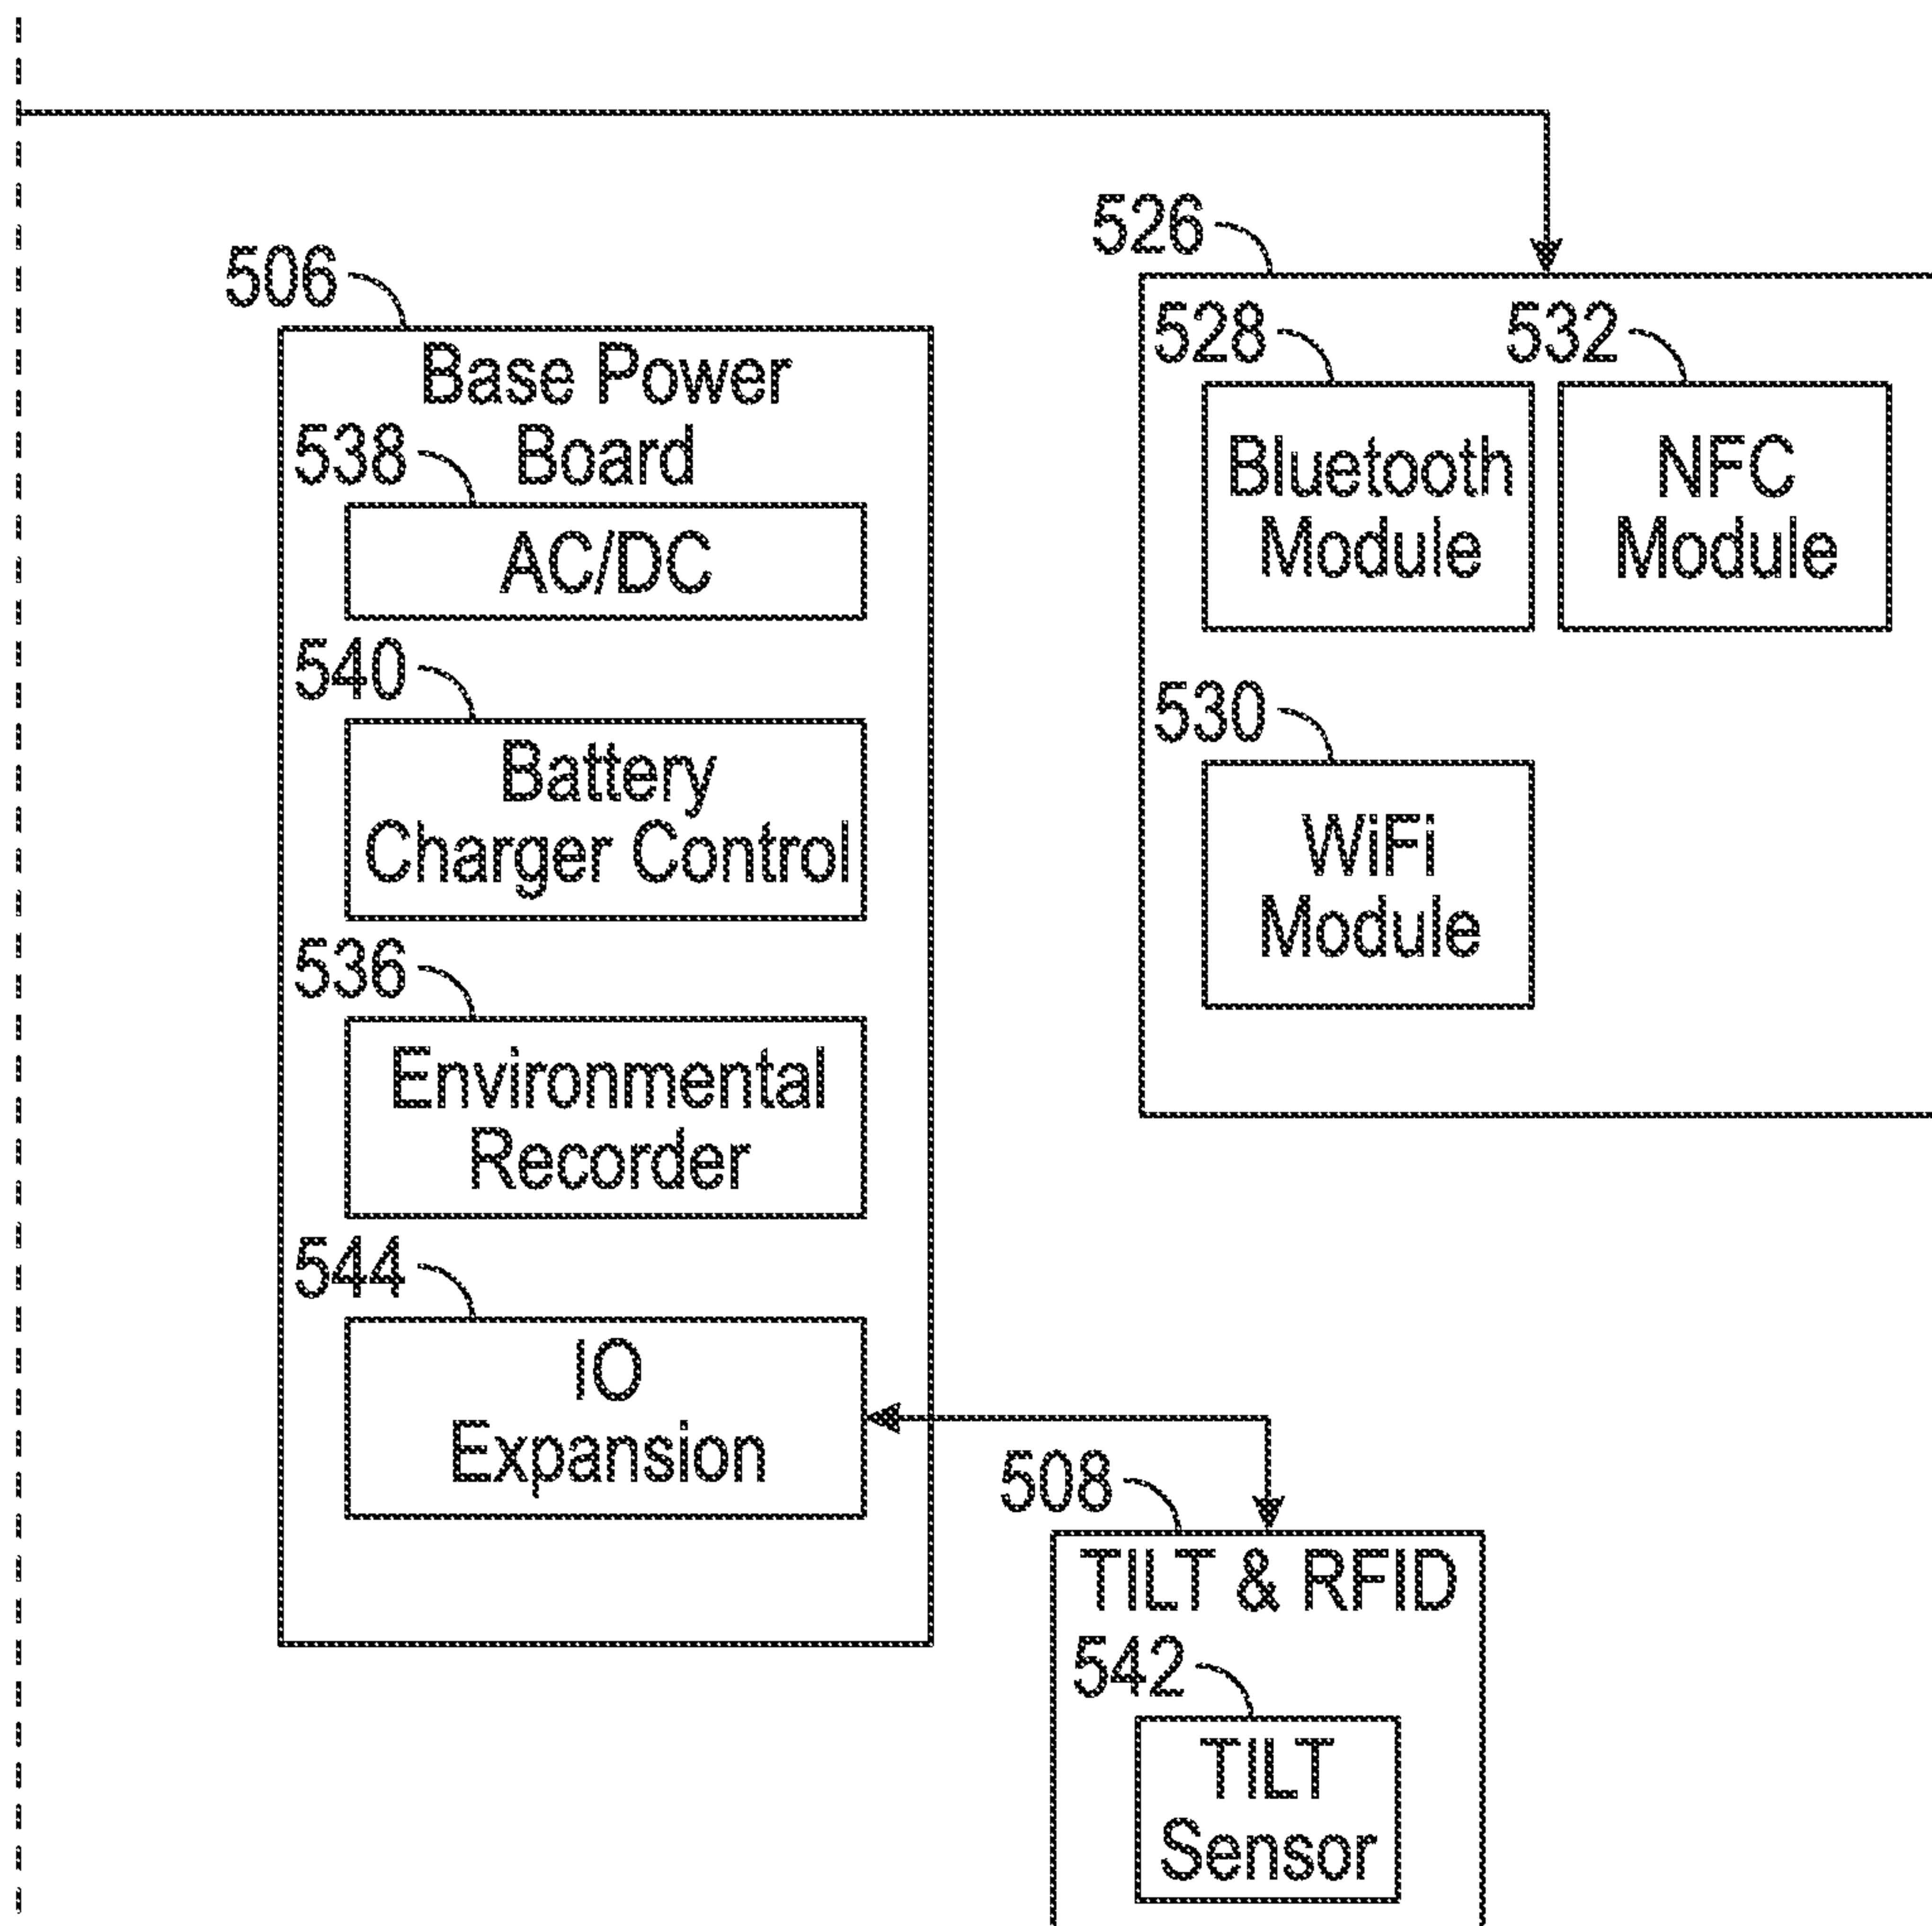 506
Base Power
Board
538
AC/DC
540
Battery
Charger Control
536
Environmental
Recorder
544
IO
Expansion
526
528
Bluetooth
Module
532
NFC
Module
530
WiFi
Module
508
TILT & RFID
542
TILT
Sensor